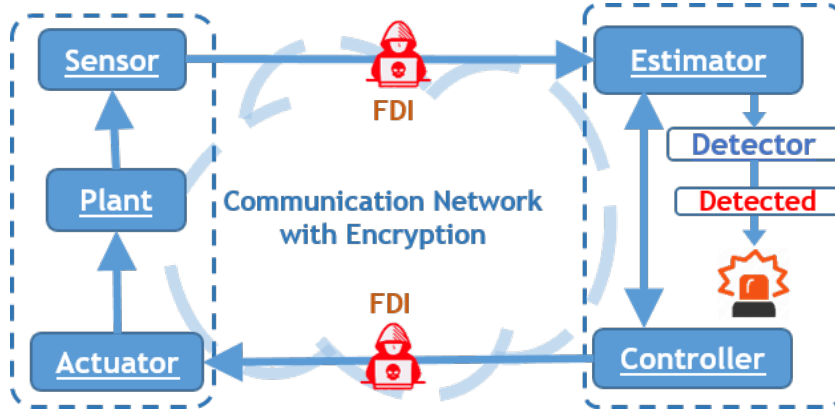 Sensor
FDI
Estimator
Detector
Plant
Communication Network
with Encryption
Detected
FDI
Actuator
Controller